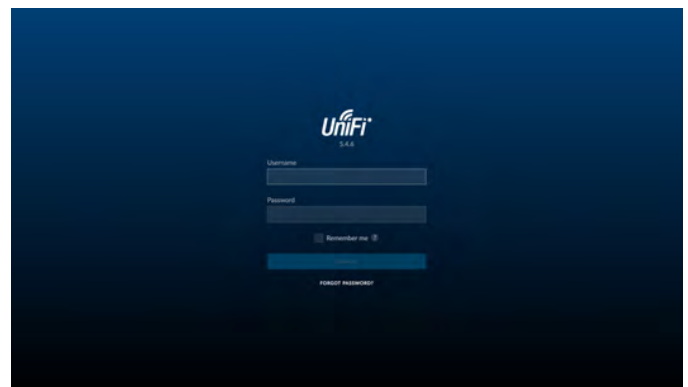 UniFi
5.4.6
Username
Password
Remember me ?
FORGOT PASSWORD?